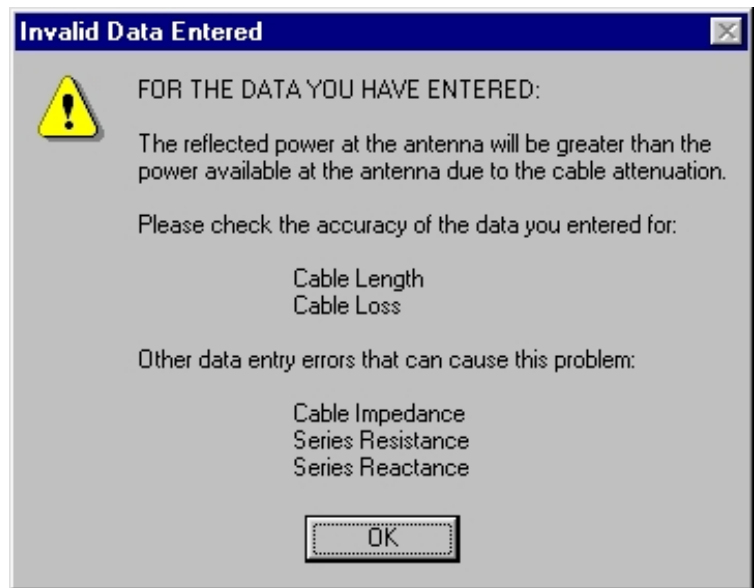 Invalid Data Entered
FOR THE DATA YOU HAVE ENTERED:
The reflected power at the antenna will be greater than the
power available at the antenna due to the cable attenuation.
Please check the accuracy of the data you entered for:
Cable Length
Cable Loss
Other data entry errors that can cause this problem:
Cable Impedance
Series Resistance
Series Reactance
OK